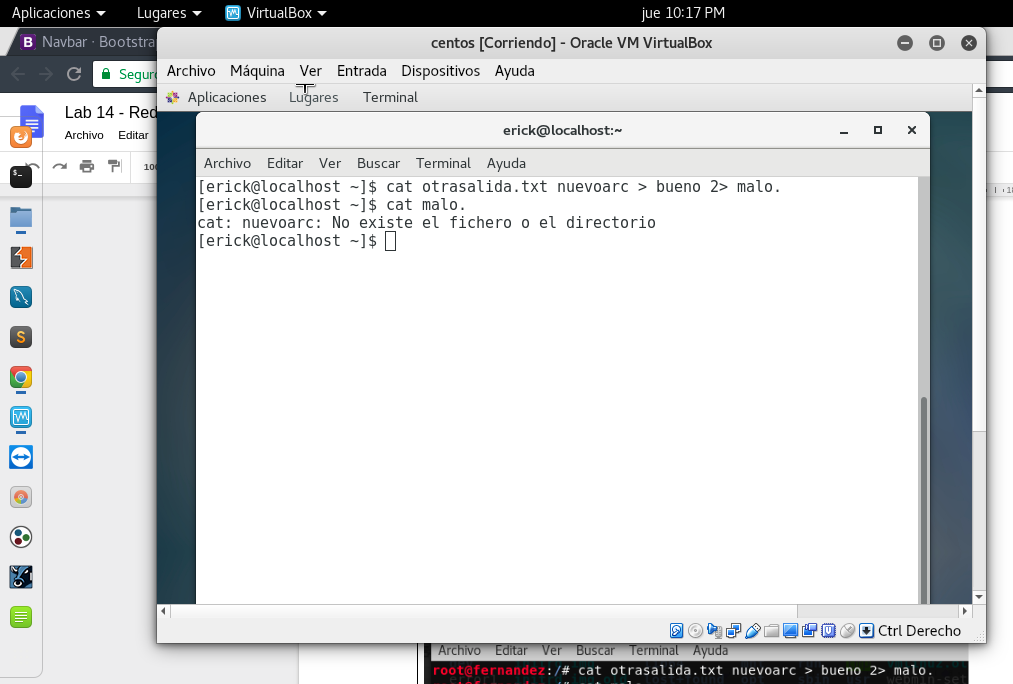 Aplicaciones Lugares VirtualBox jue 10:17 PM
B Navbar · Bootstra
centos [Corriendo] - Oracle VM VirtualBox
Segur
Archivo Máquina Ver Entrada Dispositivos Ayuda
Aplicaciones Lugares Terminal
Lab 14 - Red
Archivo Editar
100
erick@localhost:~
Archivo Editar Ver Buscar Terminal Ayuda
[erick@localhost ~]$ cat otrasalida.txt nuevoarc > bueno 2> malo.
[erick@localhost ~]$ cat malo.
cat: nuevoarc: No existe el fichero o el directorio
[erick@localhost ~]$
S
Ctrl Derecho
Archivo Editar Ver Buscar Terminal Ayuda
root@fernandez:/# cat otrasalida.txt nuevoarc > bueno 2> malo.